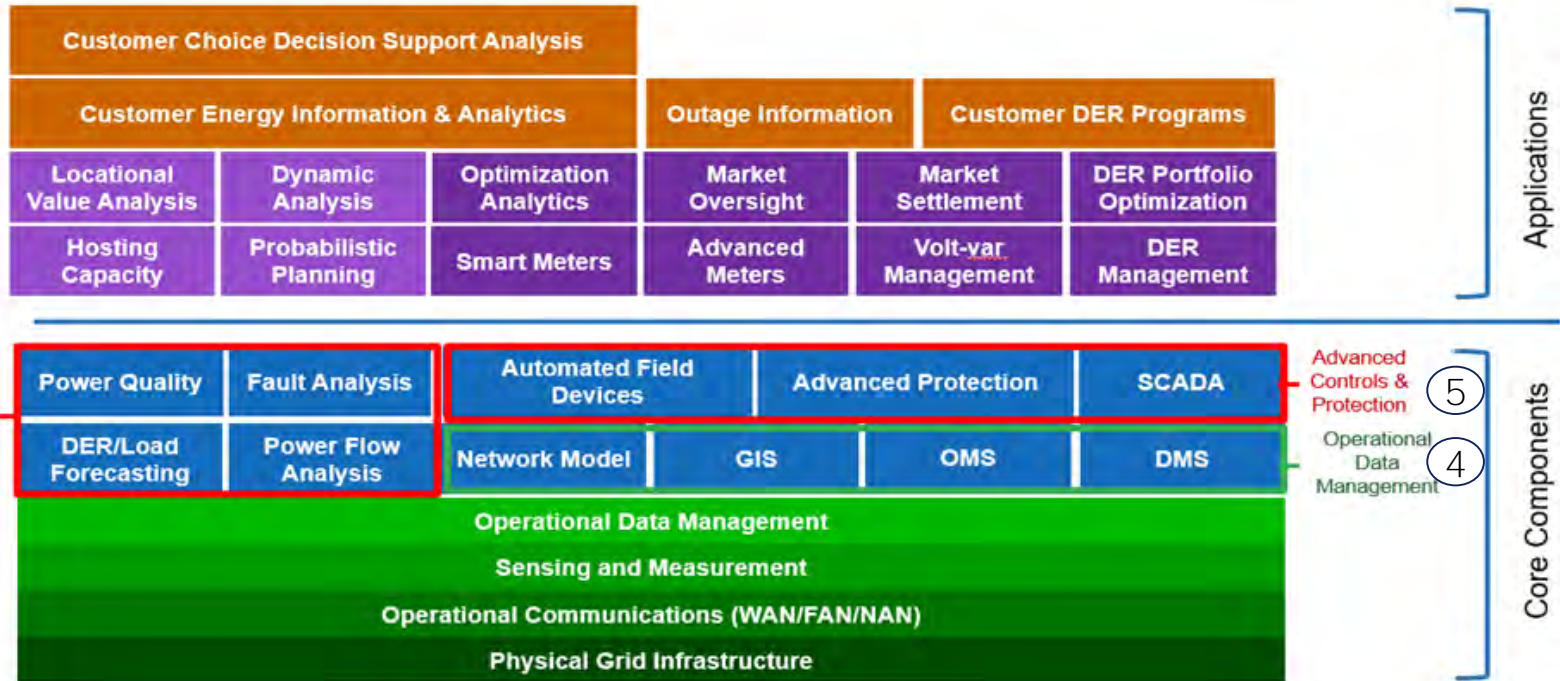 Customer Choice Decision Support Analysis
Customer Energy Information & Analytics
Outage Information
Customer DER Programs
Locational
Value Analysis
Dynamic
Analysis
Optimization
Analytics
Market
Oversight
Market
Settlement
DER Portfolio
Optimization
Hosting
Capacity
Probabilistic
Planning
Smart Meters
Advanced
Meters
Volt-var
Management
DER
Management
Applications
Power Quality
Fault Analysis
Automated Field
Devices
Advanced Protection
SCADA
Advanced
Controls &
Protection
5
DER/Load
Forecasting
Power Flow
Analysis
Network Model
GIS
OMS
DMS
Operational
Data
Management
4
Operational Data Management
Sensing and Measurement
Operational Communications (WAN/FAN/NAN)
Physical Grid Infrastructure
Core Components